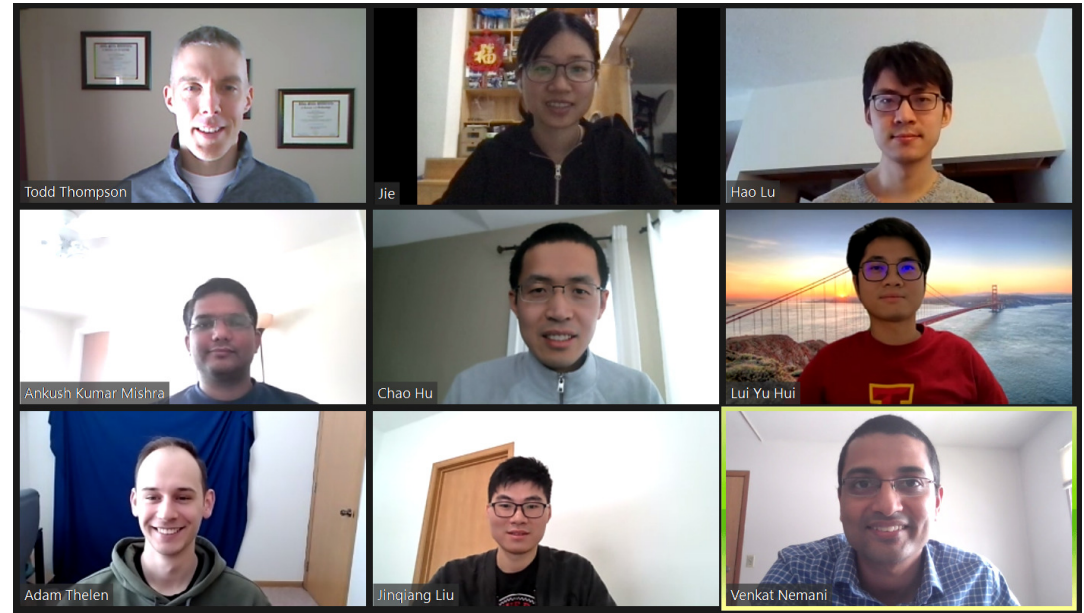 Todd Thompson
福
Jie
Hao Lu
Ankush Kumar Mishra
Chao Hu
Lui Yu Hui
I
Adam Thelen
Jinqiang Liu
Venkat Nemani